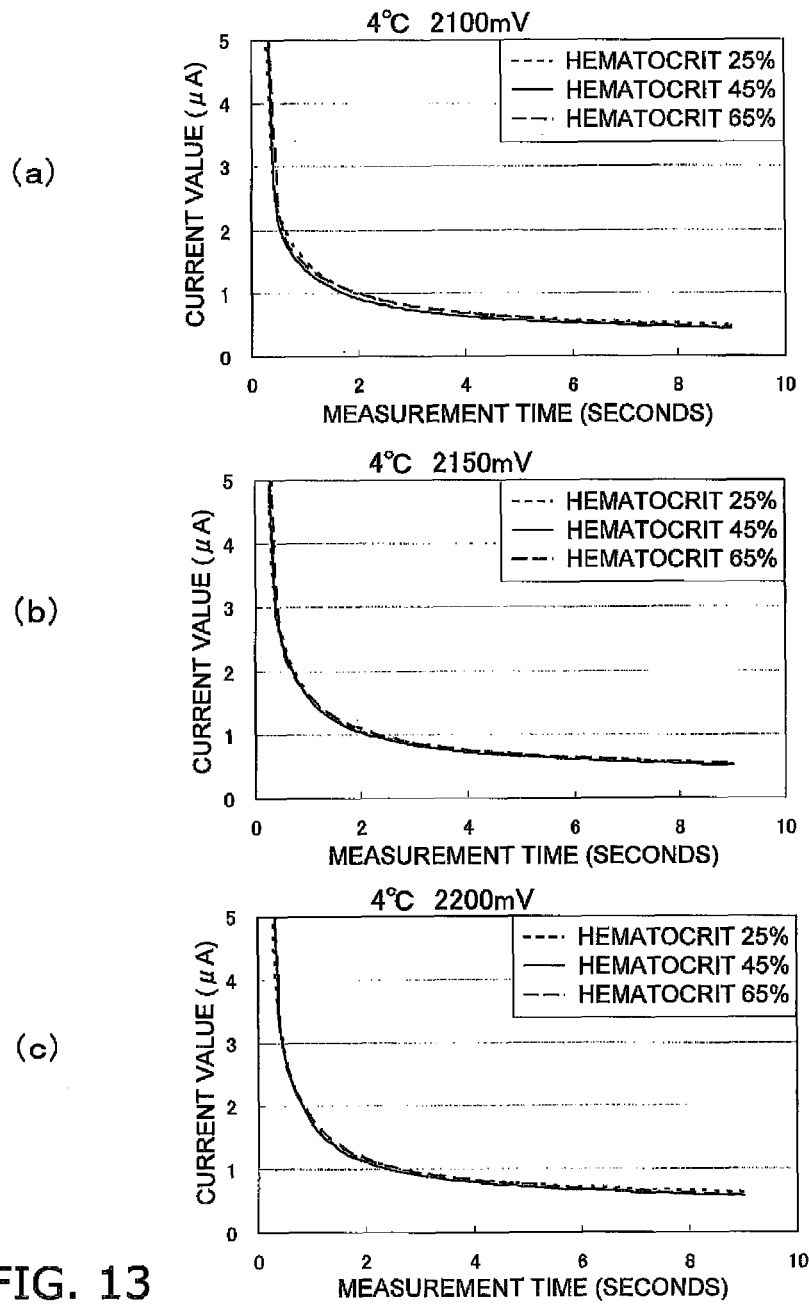 4°C 2100mV
(a)
CURRENT VALUE (μA)
5
4
3
2
1
0
HEMATOCRIT 25%
HEMATOCRIT 45%
HEMATOCRIT 65%
0 2 4 6 8 10
MEASUREMENT TIME (SECONDS)
4°C 2150mV
(b)
CURRENT VALUE (μA)
5
4
3
2
1
0
HEMATOCRIT 25%
HEMATOCRIT 45%
HEMATOCRIT 65%
0 2 4 6 8 10
MEASUREMENT TIME (SECONDS)
4°C 2200mV
(c)
CURRENT VALUE (μA)
5
4
3
2
1
0
HEMATOCRIT 25%
HEMATOCRIT 45%
HEMATOCRIT 65%
0 2 4 6 8 10
MEASUREMENT TIME (SECONDS)
FIG. 13